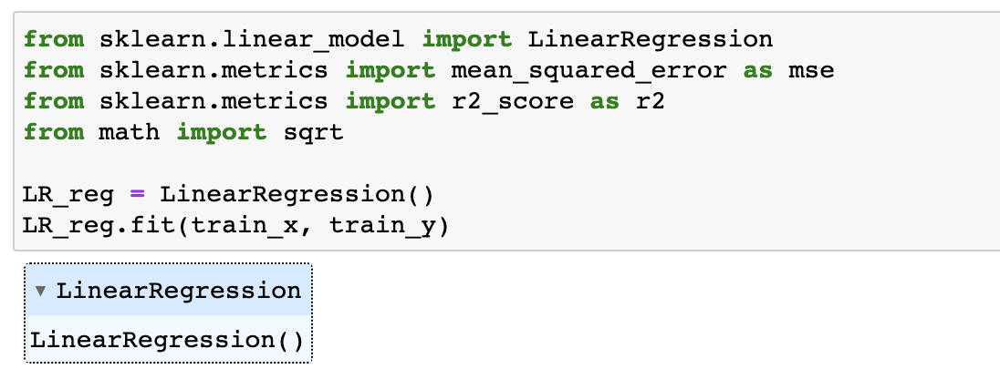 from sklearn.linear_model import LinearRegression
from sklearn.metrics import mean_squared_error as mse
from sklearn.metrics import r2_score as r2
from math import sqrt
LR_reg = LinearRegression()
LR_reg.fit(train_x, train_y)
▼ LinearRegression
LinearRegression()